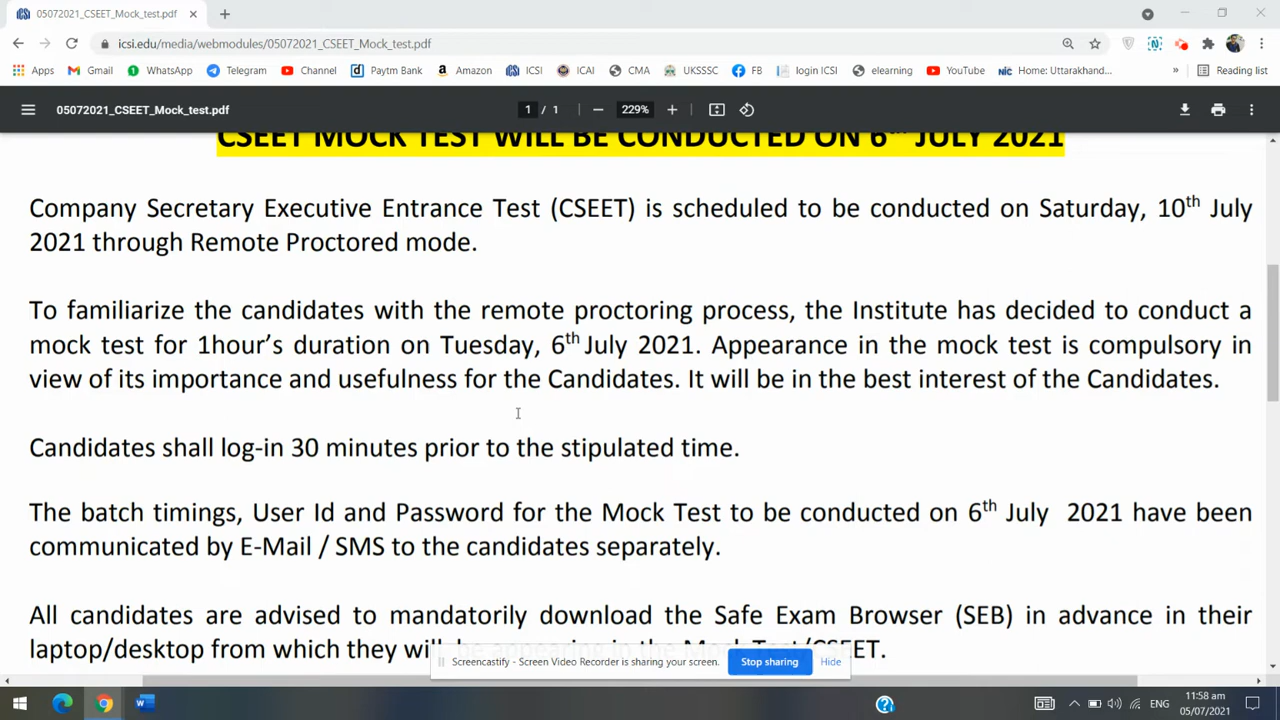 05072021_CSEET_Mock_test.pdf
icsi.edu/media/webmodules/05072021_CSEET_Mock_test.pdf
Apps Gmail WhatsApp Telegram Channel Paytm Bank Amazon ICSI ICAI CMA UKSSSC FB login ICSI elearning YouTube Home: Uttarakhand... » Reading list
05072021_CSEET_Mock_test.pdf 1 / 1 229%
CSEET MOCK TEST WILL BE CONDUCTED ON 6th JULY 2021
Company Secretary Executive Entrance Test (CSEET) is scheduled to be conducted on Saturday, 10th July
2021 through Remote Proctored mode.
To familiarize the candidates with the remote proctoring process, the Institute has decided to conduct a
mock test for 1hour's duration on Tuesday, 6th July 2021. Appearance in the mock test is compulsory in
view of its importance and usefulness for the Candidates. It will be in the best interest of the Candidates.
Candidates shall log-in 30 minutes prior to the stipulated time.
The batch timings, User Id and Password for the Mock Test to be conducted on 6th July 2021 have been
communicated by E-Mail / SMS to the candidates separately.
All candidates are advised to mandatorily download the Safe Exam Browser (SEB) in advance in their
laptop/desktop from which they will be appearing in the Mock Test/CSEET.
Screencastify - Screen Video Recorder is sharing your screen. Stop sharing Hide
ENG
11:58 am
05/07/2021